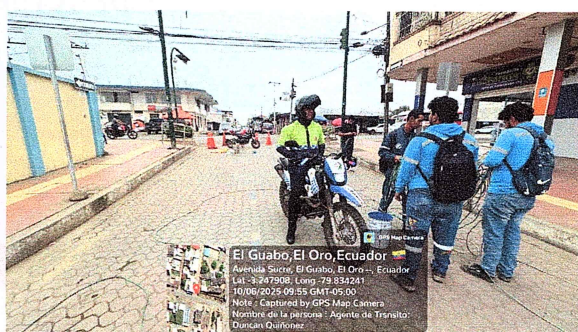 GPS Map Camera
El Guabo,El Oro,Ecuador
Avenida Sucre, El Guabo, El Oro --, Ecuador
Lat -3.247908, Long -79.834241
10/06/2025 09:55 GMT-05:00
Note : Captured by GPS Map Camera
Nombre de la persona : Agente de Transito:
Duncan Quiñonez